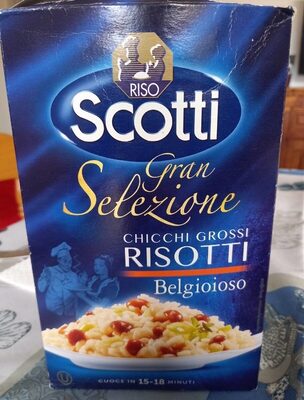 RISO
Scotti
Gran
Selezione
CHICCHI GROSSI
RISOTTI
Belgioioso
CUOCE IN 15-18 MINUTI